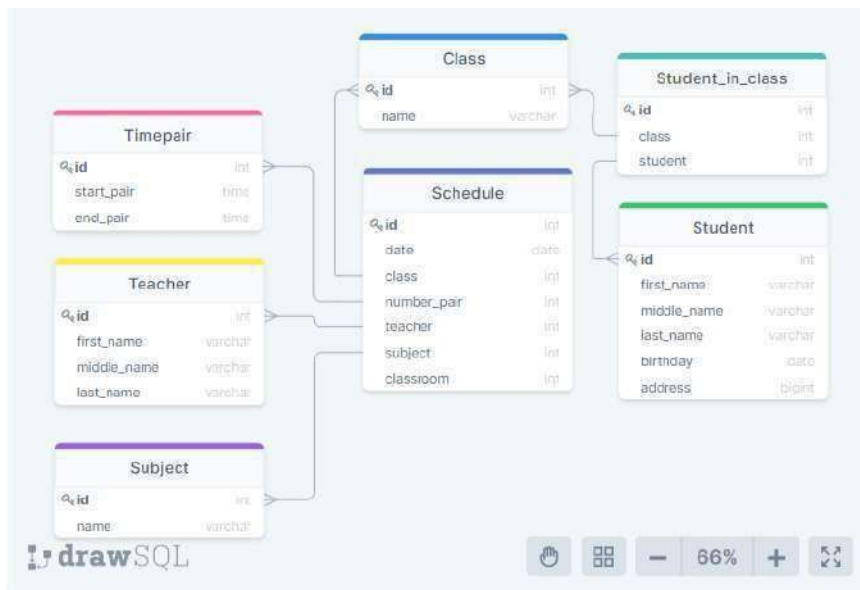 Class
id int
name varchar
Student_in_class
id int
class int
student int
Timepair
id int
start_pair time
end_pair time
Schedule
id int
date date
class int
number_pair int
teacher int
subject int
classroom int
Student
id int
first_name varchar
middle_name varchar
last_name varchar
birthday date
address bigint
Teacher
id int
first_name varchar
middle_name varchar
last_name varchar
Subject
id int
name varchar
drawSQL
66%